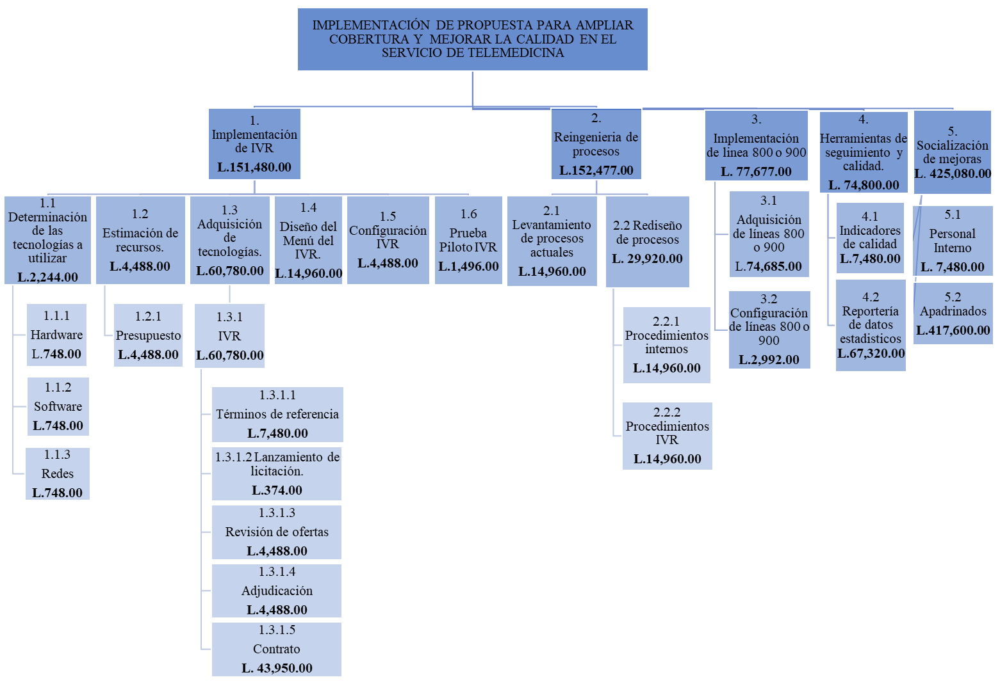 IMPLEMENTACIÓN DE PROPUESTA PARA AMPLIAR
COBERTURA Y MEJORAR LA CALIDAD EN EL
SERVICIO DE TELEMEDICINA
1.
Implementación
de IVR
L.151,480.00
2.
Reingenieria de
procesos
L.152,477.00
3.
Implementación
de linea 800 o 900
L. 77,677.00
4.
Herramientas de
seguimiento y
calidad.
L. 74,800.00
5.
Socialización
de mejoras
L. 425,080.00
1.1
Determinación
de las
tecnologías a
utilizar
L.2,244.00
1.2
Estimación de
recursos.
L.4,488.00
1.3
Adquisición
de
tecnologías.
L.60,780.00
1.4
Diseño del
Menú del
IVR.
L.14,960.00
1.5
Configuración
IVR
L.4,488.00
1.6
Prueba
Piloto IVR
L.1,496.00
2.1
Levantamiento
de procesos
actuales
L.14,960.00
2.2 Rediseño
de procesos
L. 29,920.00
3.1
Adquisición
de líneas 800
o 900
L.74,685.00
4.1
Indicadores
de calidad
L.7,480.00
5.1
Personal
Interno
L. 7,480.00
3.2
Configuración
de líneas 800 o
900
L.2,992.00
4.2
Reportería
de datos
estadisticos
L.67,320.00
5.2
Apadrinados
L.417,600.00
1.1.1
Hardware
L.748.00
1.1.2
Software
L.748.00
1.1.3
Redes
L.748.00
1.2.1
Presupuesto
L.4,488.00
1.3.1
IVR
L.60,780.00
1.3.1.1
Términos de referencia
L.7,480.00
1.3.1.2 Lanzamiento de
licitación.
L.374.00
1.3.1.3
Revisión de ofertas
L.4,488.00
1.3.1.4
Adjudicación
L.4,488.00
1.3.1.5
Contrato
L. 43,950.00
2.2.1
Procedimientos
internos
L.14,960.00
2.2.2
Procedimientos
IVR
L.14,960.00